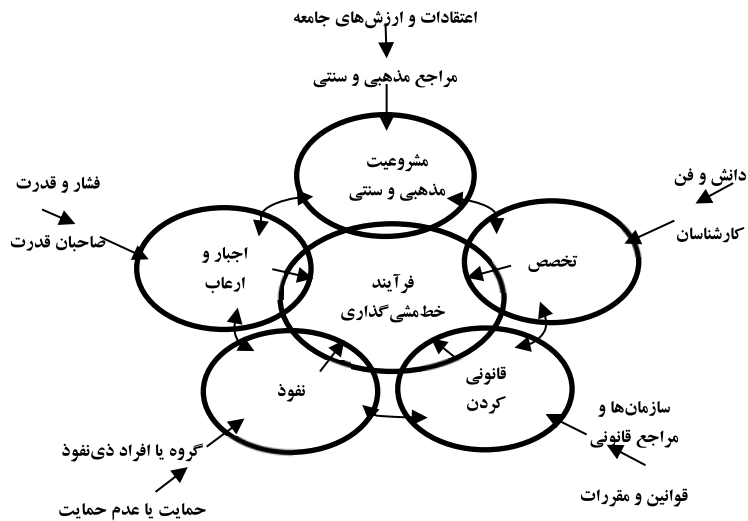 اعتقادات و ارزش‌های جامعه
مراجع مذهبی و سنتی
مشروعیت
مذهبی و سنتی
دانش و فن
کارشناسان
تخصص
فشار و قدرت
صاحبان قدرت
اجبار و
ارعاب
فرآیند
خط‌مشی‌گذاری
قانونی
کردن
نفوذ
سازمان‌ها و
مراجع قانونی
قوانین و مقررات
گروه یا افراد ذی‌نفوذ
حمایت یا عدم حمایت